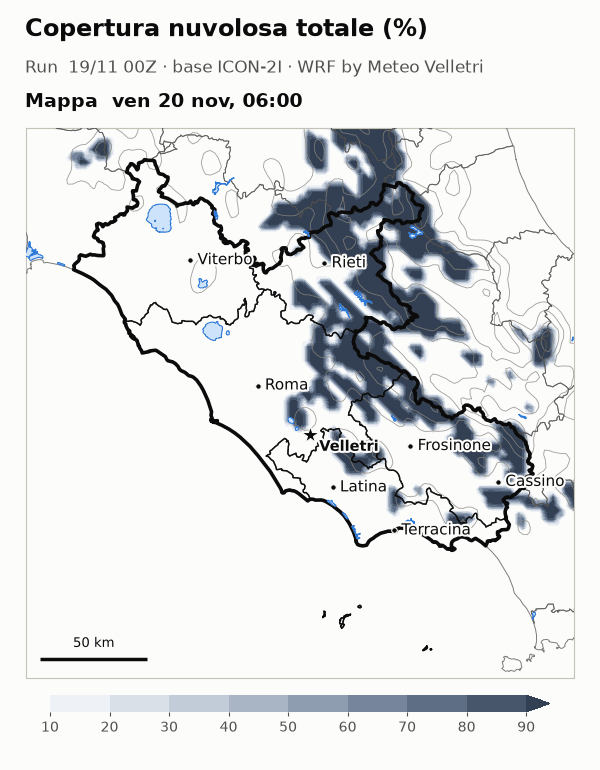 Copertura nuvolosa totale (%)
Run 19/11 00Z · base ICON-2I · WRF by Meteo Velletri
Mappa ven 20 nov, 06:00
Viterbo
Rieti
Roma
Velletri
Frosinone
Latina
Cassino
Terracina
50 km
10 20 30 40 50 60 70 80 90